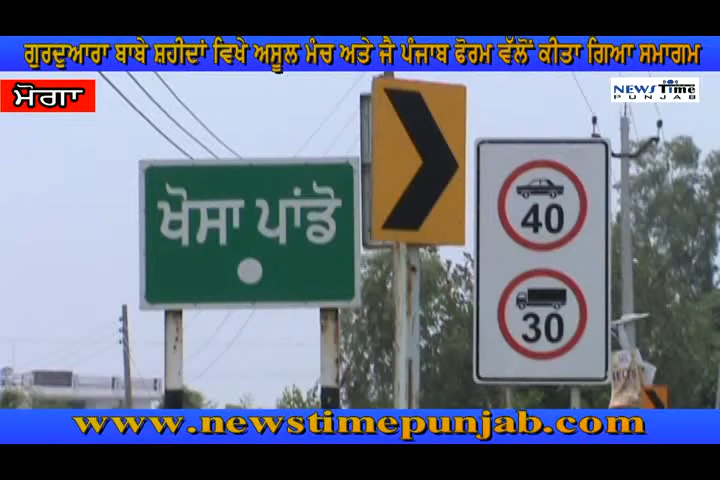 ਗੁਰਦੁਆਰਾ ਬਾਬੇ ਸ਼ਹੀਦਾਂ ਵਿਖੇ ਅਸੂਲ ਮੰਚ ਅਤੇ ਜੈ ਪੰਜਾਬ ਫੋਰਮ ਵੱਲੋਂ ਕੀਤਾ ਗਿਆ ਸਮਾਗਮ
ਮੋਗਾ
NEWS Time
PUNJAB
ਖੋਸਾ ਪਾਂਡੋ
40
30
www.newstimepunjab.com